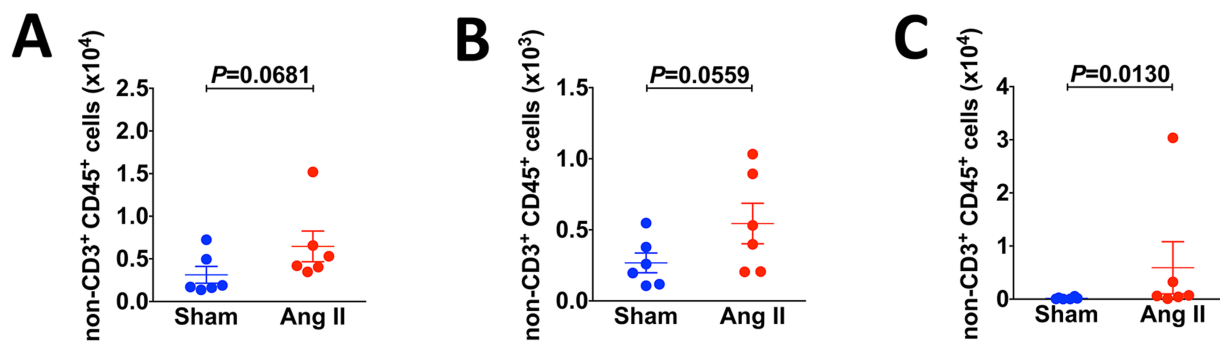 A
non-CD3⁺ CD45⁺ cells (x10⁴)
P=0.0681
2.5
2.0
1.5
1.0
0.5
0.0
Sham Ang II
B
non-CD3⁺ CD45⁺ cells (x10³)
P=0.0559
1.5
1.0
0.5
0.0
Sham Ang II
C
non-CD3⁺ CD45⁺ cells (x10⁴)
P=0.0130
4
3
2
1
0
Sham Ang II